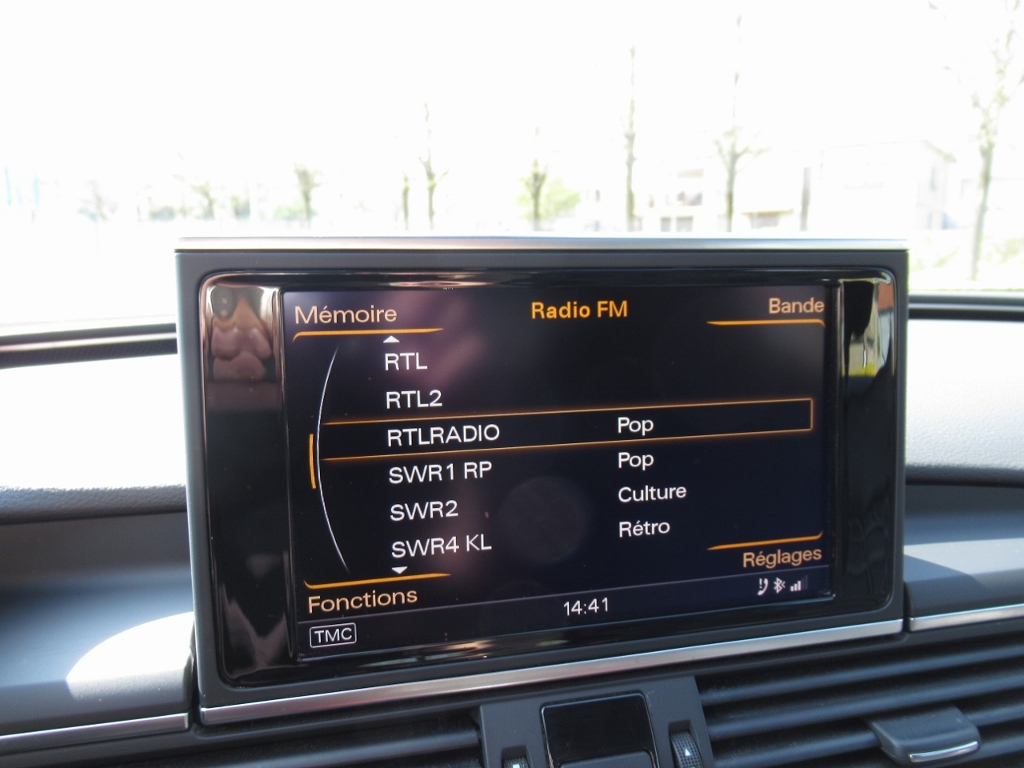 Mémoire Radio FM Bande
RTL
RTL2
RTLRADIO Pop
SWR1 RP Pop
SWR2 Culture
SWR4 KL Rétro
Réglages
Fonctions
TMC 14:41